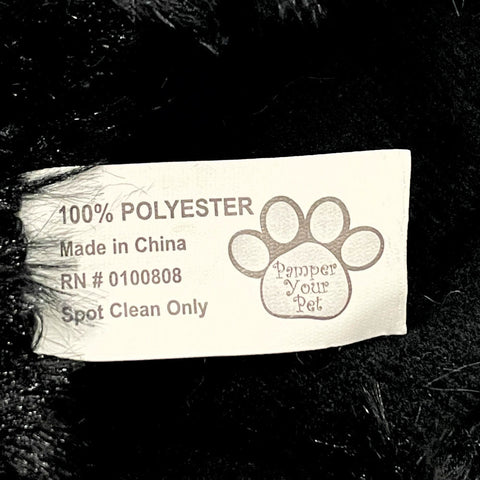 100% POLYESTER
Made in China
RN # 0100808
Spot Clean Only
Pamper
Your
Pet